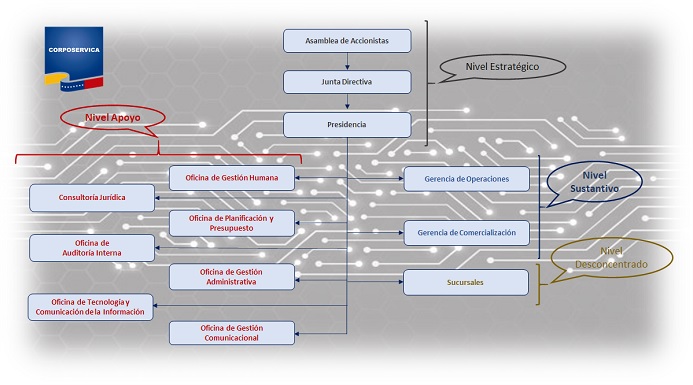 CORPOSERVICA
Asamblea de Accionistas
Nivel Estratégico
Junta Directiva
Nivel Apoyo
Presidencia
Oficina de Gestión Humana
Gerencia de Operaciones
Nivel
Sustantivo
Consultoría Jurídica
Oficina de Planificación y
Presupuesto
Gerencia de Comercialización
Oficina de
Auditoría Interna
Nivel
Desconcentrado
Oficina de Gestión
Administrativa
Sucursales
Oficina de Tecnología y
Comunicación de la Información
Oficina de Gestión
Comunicacional